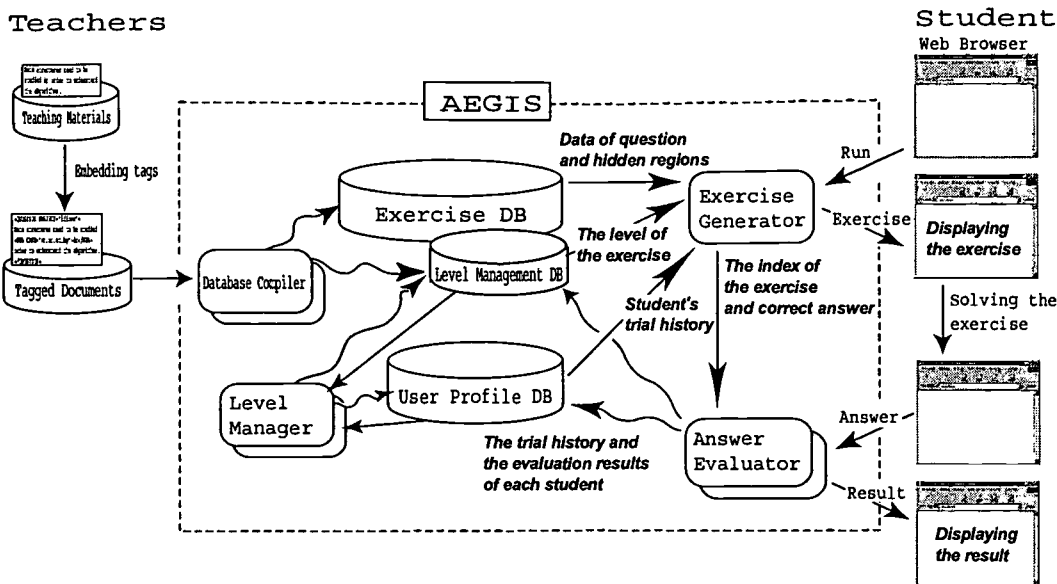 Teachers
Student
Web Browser
AEGIS
Teaching Materials
Embedding tags
Tagged Documents
Data of question
and hidden regions
Run
Exercise DB
Exercise
Generator
Exercise
Displaying
the exercise
The level of
the exercise
Database Cocpiler
Level Management DB
The index of
the exercise
and correct answer
Student's
trial history
Solving the
exercise
User Profile DB
Level
Manager
Answer
Answer
Evaluator
The trial history and
the evaluation results
of each student
Result
Displaying
the result